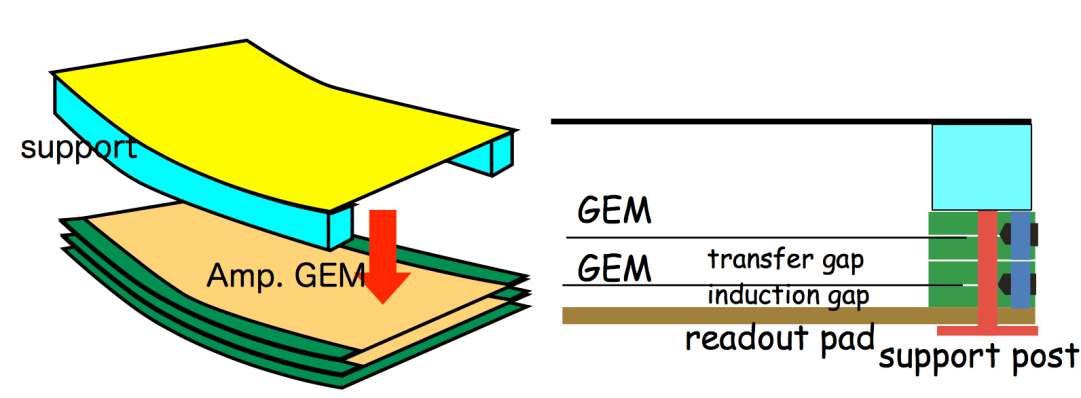 support
Amp. GEM
GEM
GEM
transfer gap
induction gap
readout pad
support post